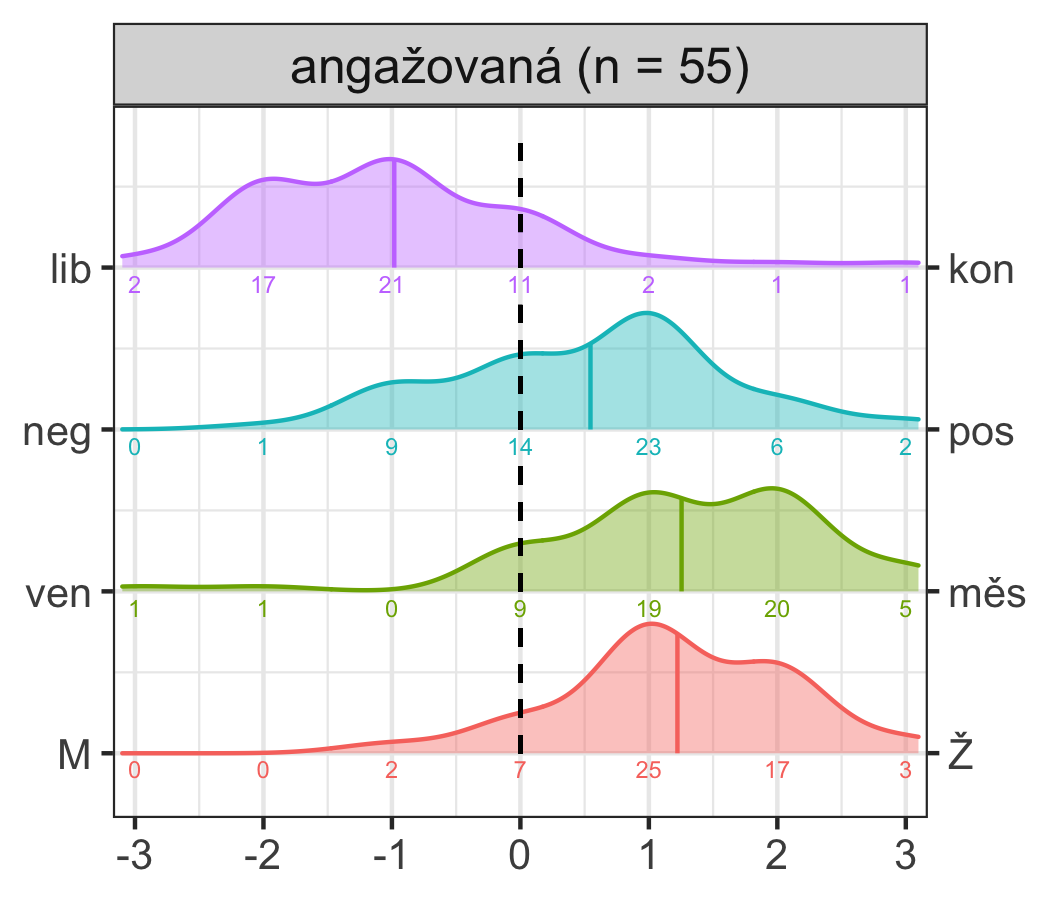 angažovaná (n = 55)
lib kon
2 17 21 11 2 1 1
neg pos
0 1 9 14 23 6 2
ven měs
1 1 0 9 19 20 5
M Ž
0 0 2 7 25 17 3
-3 -2 -1 0 1 2 3